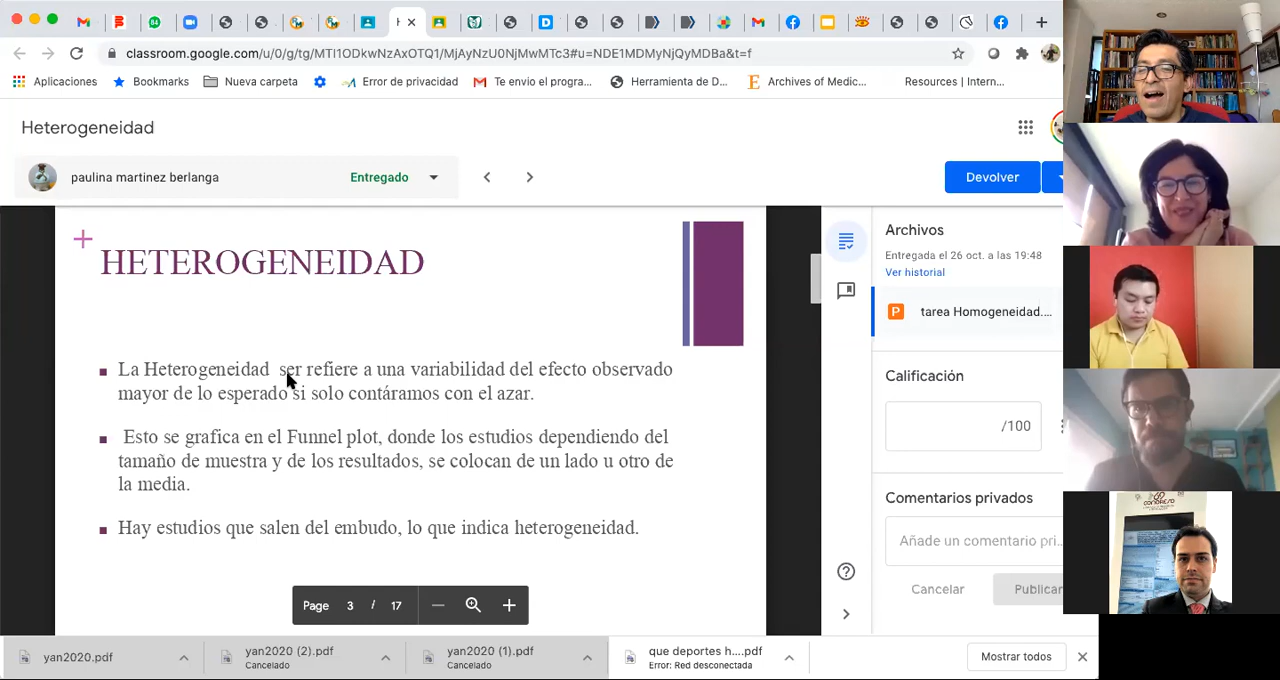 classroom.google.com/u/0/g/tg/MTI1ODkwNzAxOTQ1/MjAyNzU0NjMwMTc3#u=NDE1MDMyNjQyMDBa&t=f
Aplicaciones
Bookmarks
Nueva carpeta
Error de privacidad
Te envio el progra...
Herramienta de D...
Archives of Medic...
Resources | Intern...
Heterogeneidad
paulina martinez berlanga
Entregado
Devolver
HETEROGENEIDAD
La Heterogeneidad ser refiere a una variabilidad del efecto observado
mayor de lo esperado si solo contáramos con el azar.
Esto se grafica en el Funnel plot, donde los estudios dependiendo del
tamaño de muestra y de los resultados, se colocan de un lado u otro de
la media.
Hay estudios que salen del embudo, lo que indica heterogeneidad.
Page 3 / 17
Archivos
Entregada el 26 oct. a las 19:48
Ver historial
tarea Homogeneidad....
Calificación
/100
Comentarios privados
Añade un comentario pri...
Cancelar
Publicar
yan2020.pdf
yan2020 (2).pdf
Cancelado
yan2020 (1).pdf
Cancelado
que deportes h....pdf
Error: Red desconectada
Mostrar todos